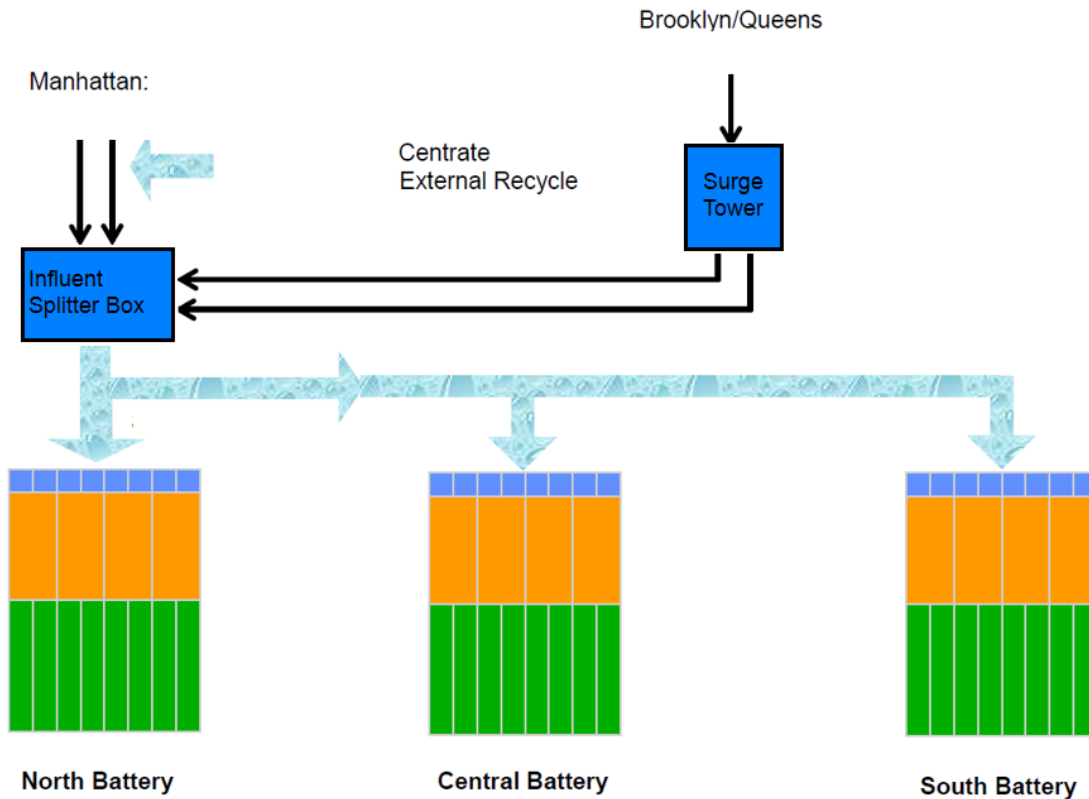 Brooklyn/Queens
Manhattan:
Centrate
External Recycle
Surge
Tower
Influent
Splitter Box
North Battery
Central Battery
South Battery